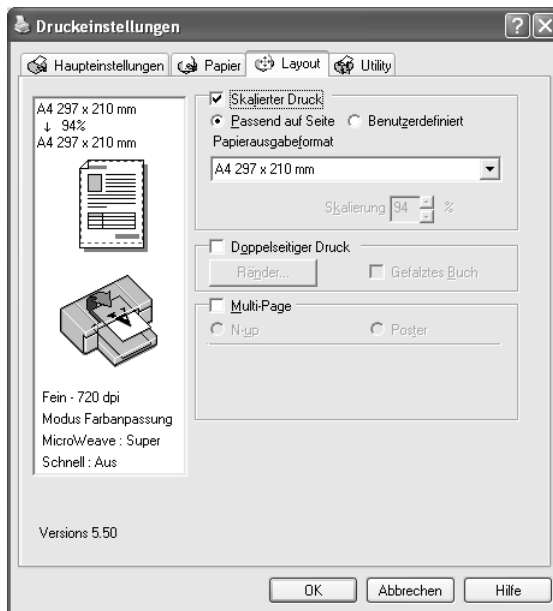 Druckeinstellungen
Haupteinstellungen Papier Layout Utility
A4 297 x 210 mm
↓ 94%
A4 297 x 210 mm
Fein - 720 dpi
Modus Farbanpassung
MicroWeave : Super
Schnell : Aus
Versions 5.50
Skalierter Druck
Passend auf Seite Benutzerdefiniert
Papierausgabeformat
A4 297 x 210 mm
Skalierung 94 %
Doppelseitiger Druck
Ränder... Gefalztes Buch
Multi-Page
N-up Poster
OK Abbrechen Hilfe